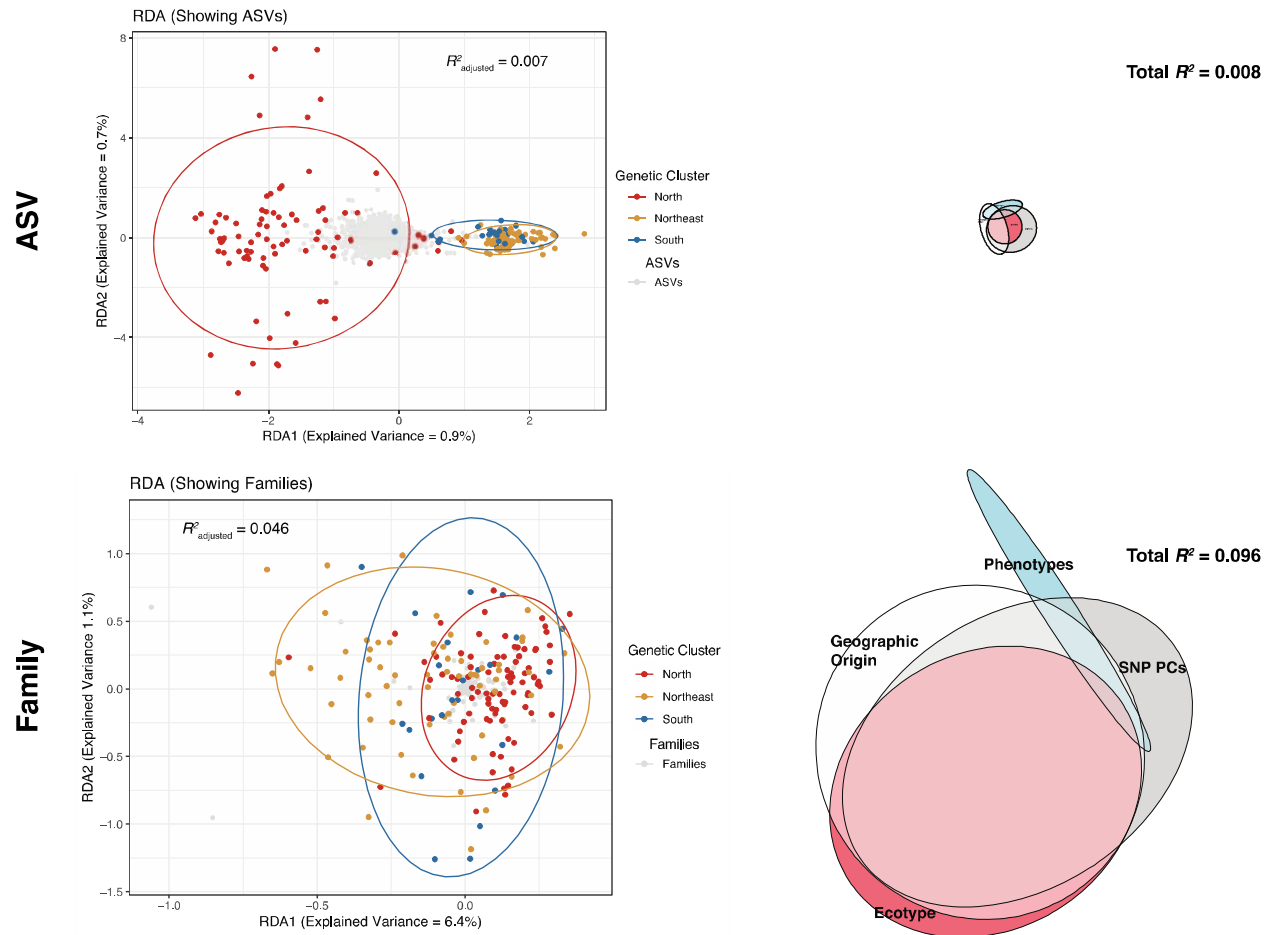 RDA (Showing ASVs)
R²adjusted = 0.007
Total R² = 0.008
ASV
RDA2 (Explained Variance = 0.7%)
8
4
0
−4
−4
−2
0
2
RDA1 (Explained Variance = 0.9%)
Genetic Cluster
North
Northeast
South
ASVs
ASVs
RDA (Showing Families)
R²adjusted = 0.046
Total R² = 0.096
Family
RDA2 (Explained Variance 1.1%)
1.0
0.5
0.0
−0.5
−1.0
−1.5
−1.0
−0.5
0.0
RDA1 (Explained Variance = 6.4%)
Genetic Cluster
North
Northeast
South
Families
Families
Phenotypes
Geographic
Origin
SNP PCs
Ecotype